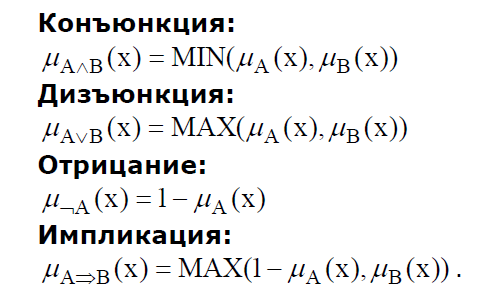 Конъюнкция:
μA∧B(x) = MIN(μA(x), μB(x))
Дизъюнкция:
μA∨B(x) = MAX(μA(x), μB(x))
Отрицание:
μ¬A(x) = 1 − μA(x)
Импликация:
μA⇒B(x) = MAX(1 − μA(x), μB(x)) .